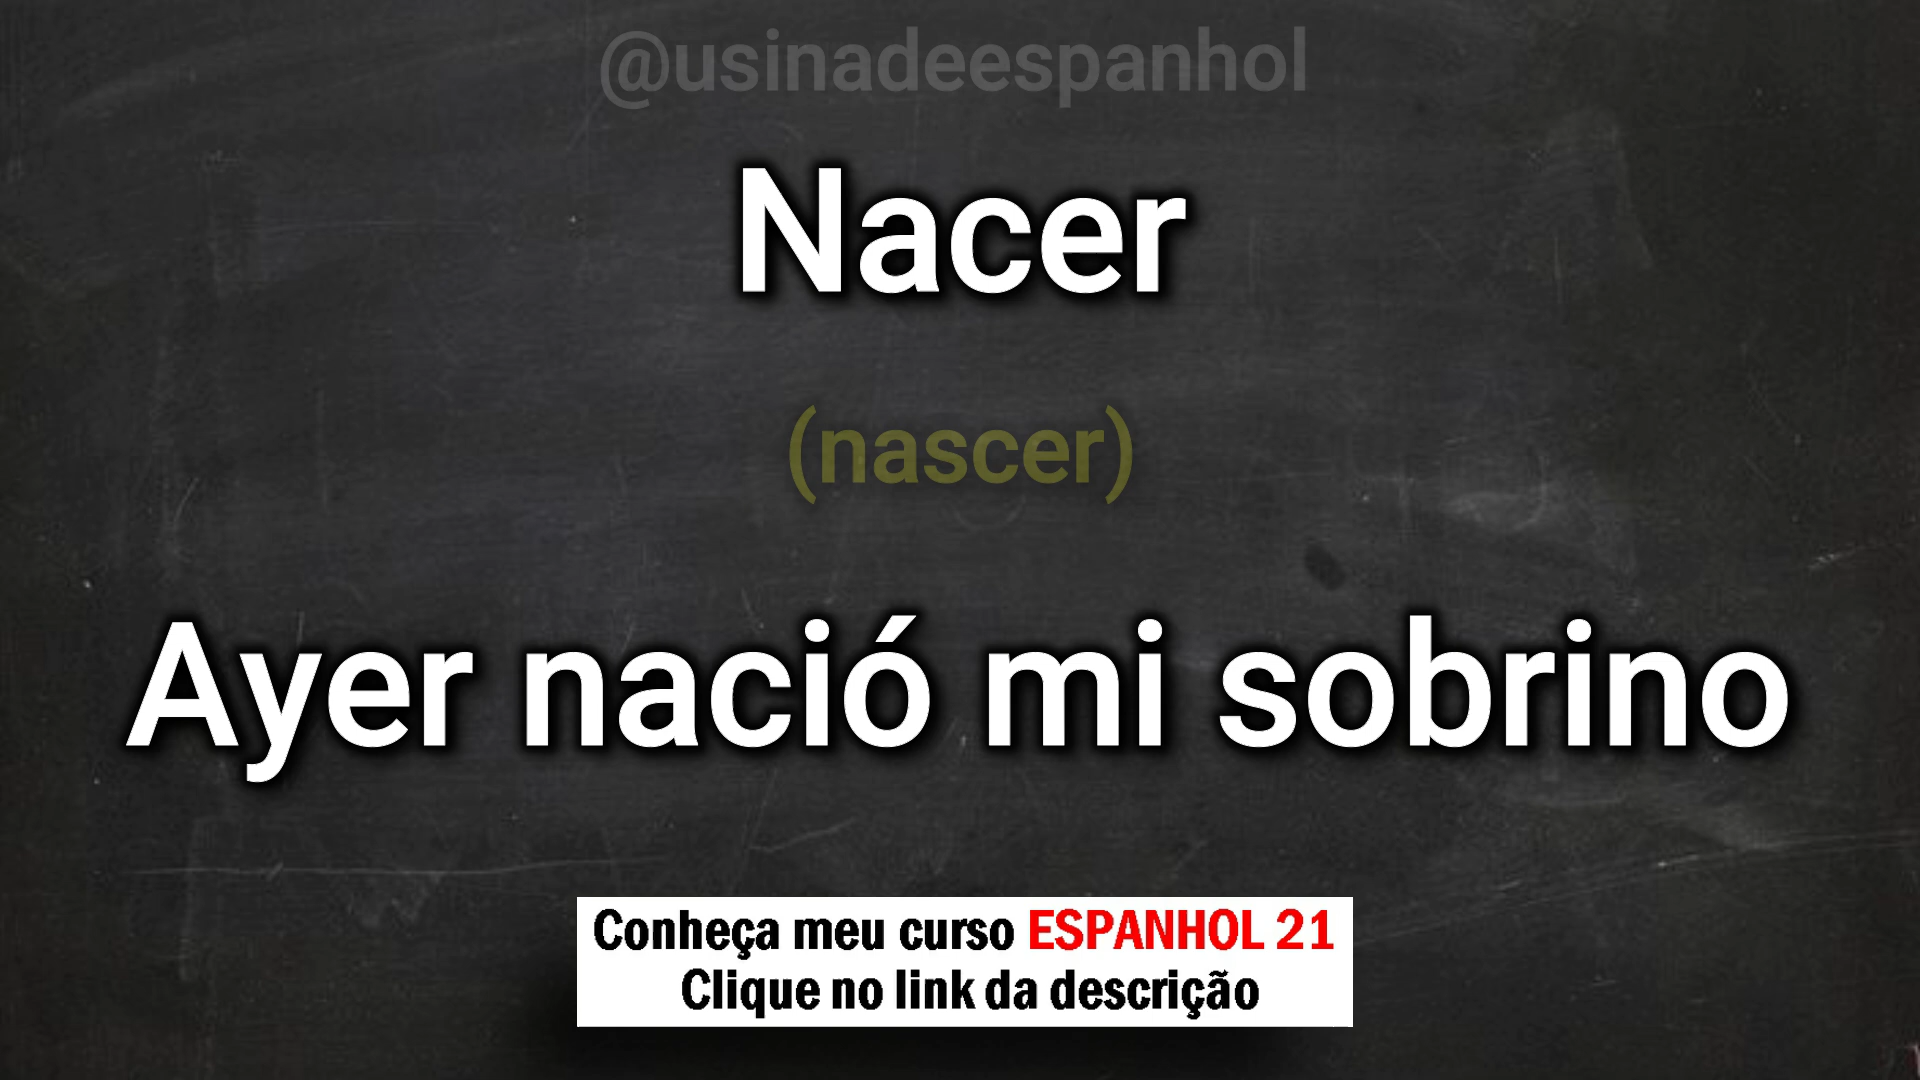 @usinadeespanhol
Nacer
(nascer)
Ayer nació mi sobrino
Conheça meu curso ESPANHOL 21
Clique no link da descrição